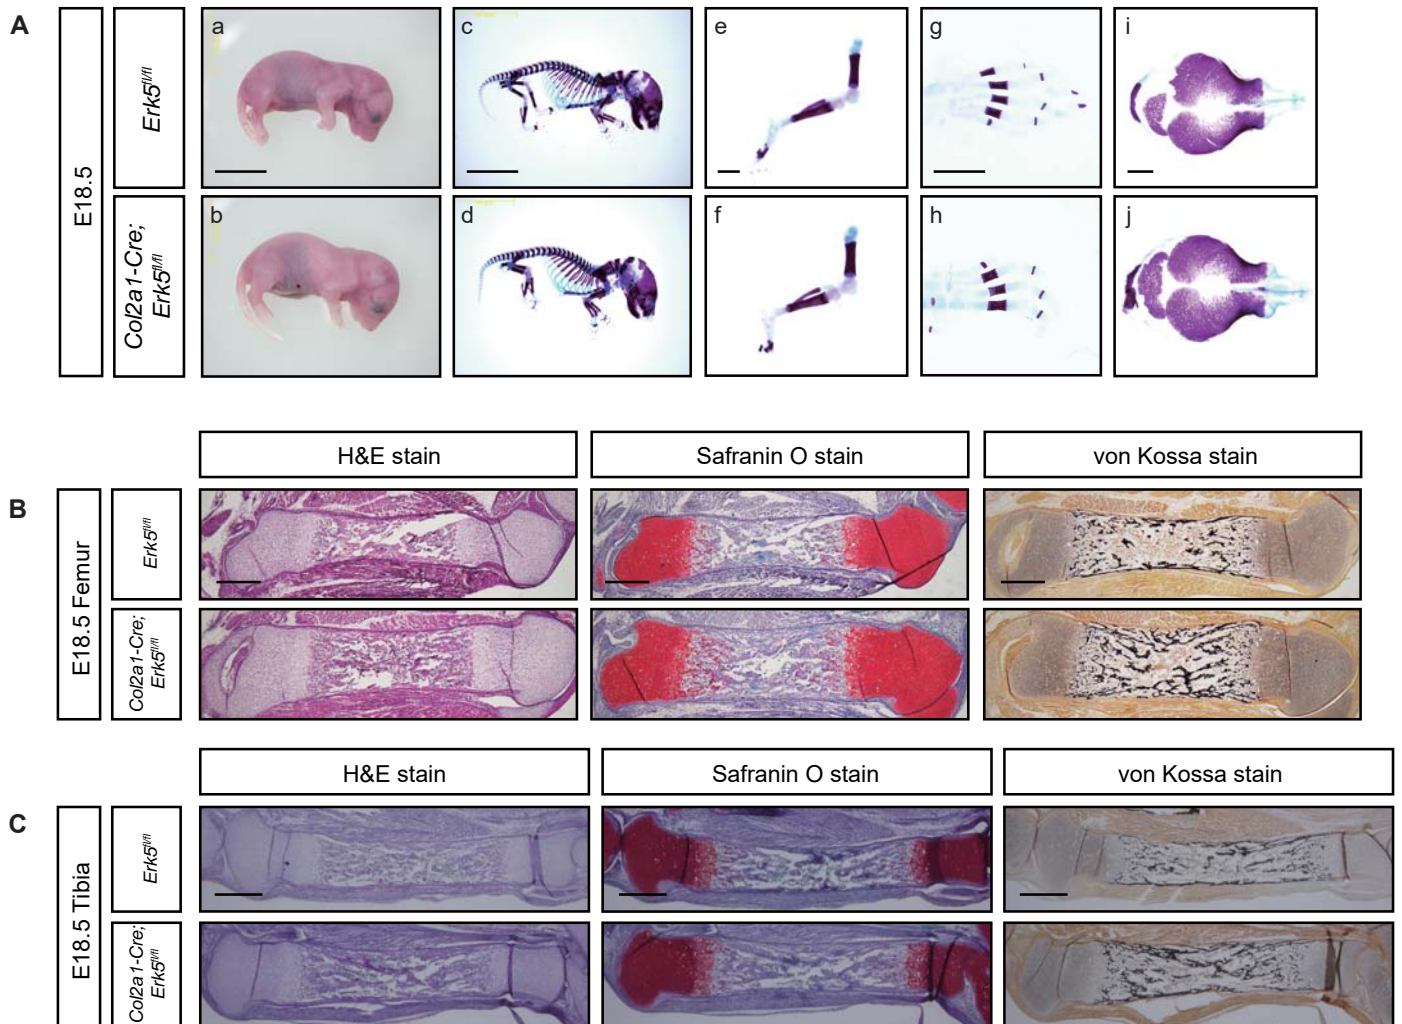 A
E18.5
Erk5fl/fl
a
c
e
g
i
Col2a1-Cre;
Erk5fl/fl
b
d
f
h
j
H&E stain
Safranin O stain
von Kossa stain
B
E18.5 Femur
Erk5fl/fl
Col2a1-Cre;
Erk5fl/fl
H&E stain
Safranin O stain
von Kossa stain
C
E18.5 Tibia
Erk5fl/fl
Col2a1-Cre;
Erk5fl/fl